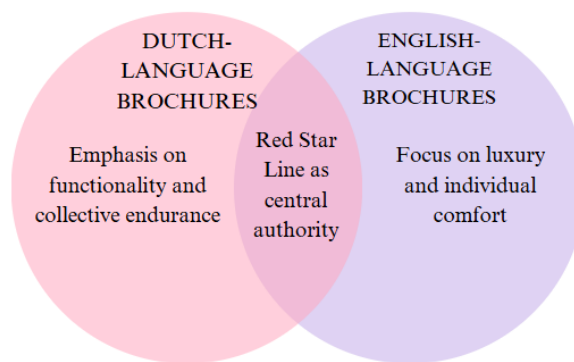 DUTCH-
LANGUAGE
BROCHURES
Emphasis on
functionality and
collective endurance
Red Star
Line as
central
authority
ENGLISH-
LANGUAGE
BROCHURES
Focus on luxury
and individual
comfort